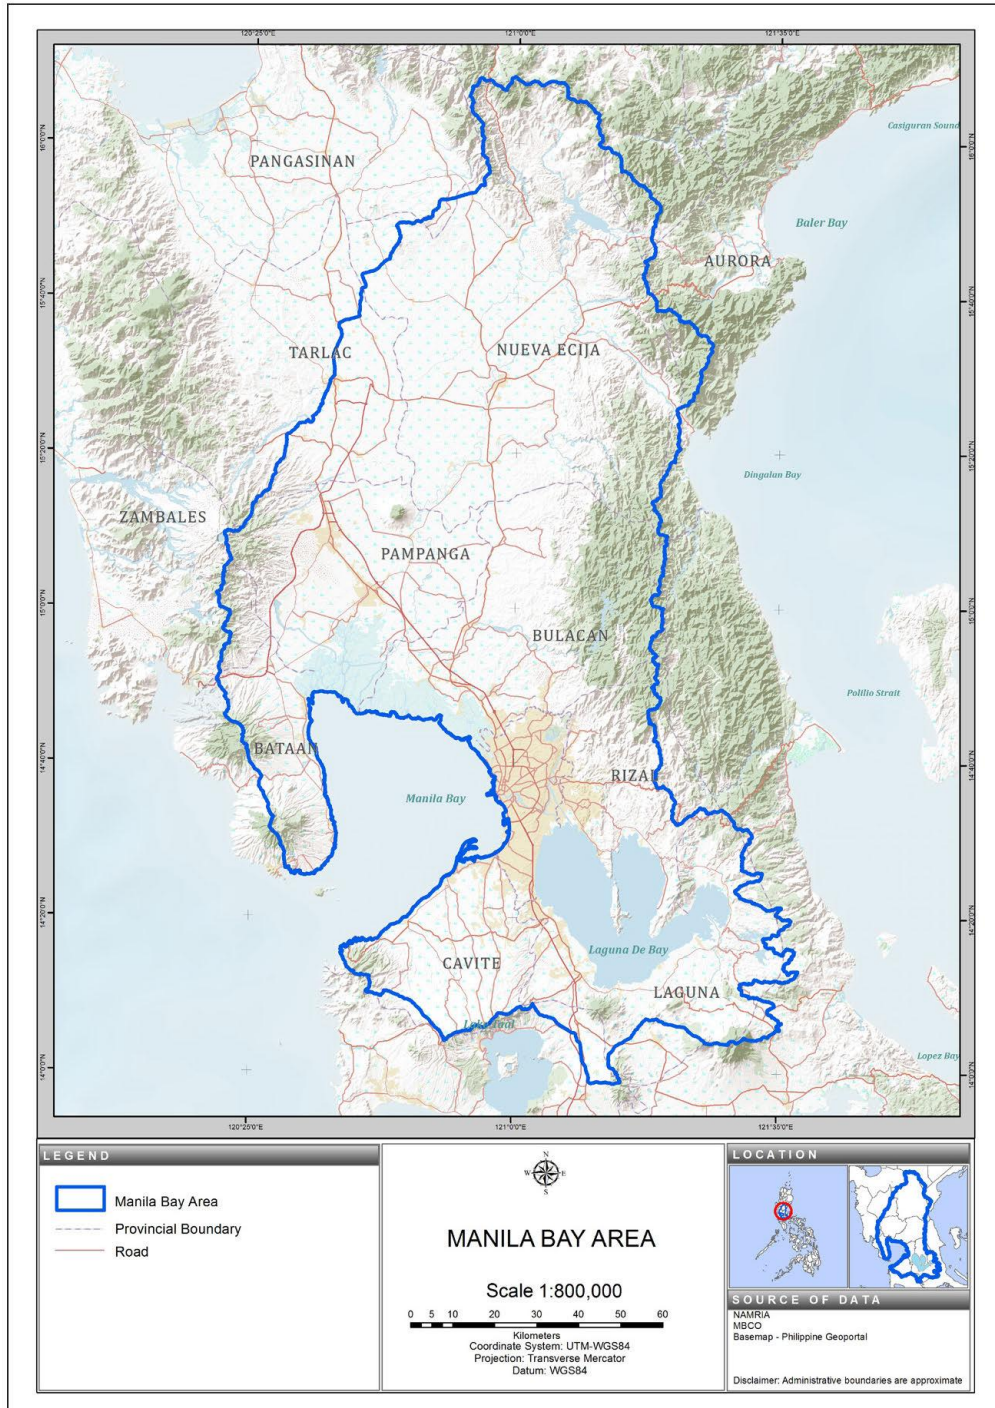 120°25'0"E 121°0'0"E 121°35'0"E
Casiguran Sound
PANGASINAN
Baler Bay
AURORA
TARLAC
NUEVA ECIJA
Dingalan Bay
ZAMBALES
PAMPANGA
BULACAN
Polilio Strait
BATAAN
RIZAL
Manila Bay
Laguna De Bay
CAVITE
LAGUNA
Lopez Bay
16°0'0"N
15°40'0"N
15°20'0"N
15°0'0"N
14°40'0"N
14°20'0"N
14°0'0"N
121°0'0"E 121°30'0"E
LEGEND
Manila Bay Area
Provincial Boundary
Road
N
W E
S
MANILA BAY AREA
Scale 1:800,000
0 5 10 20 30 40 50 60
Kilometers
Coordinate System: UTM-WGS84
Projection: Transverse Mercator
Datum: WGS84
LOCATION
SOURCE OF DATA
NAMRIA
MBCO
Basemap - Philippine Geoportal
Disclaimer: Administrative boundaries are approximate